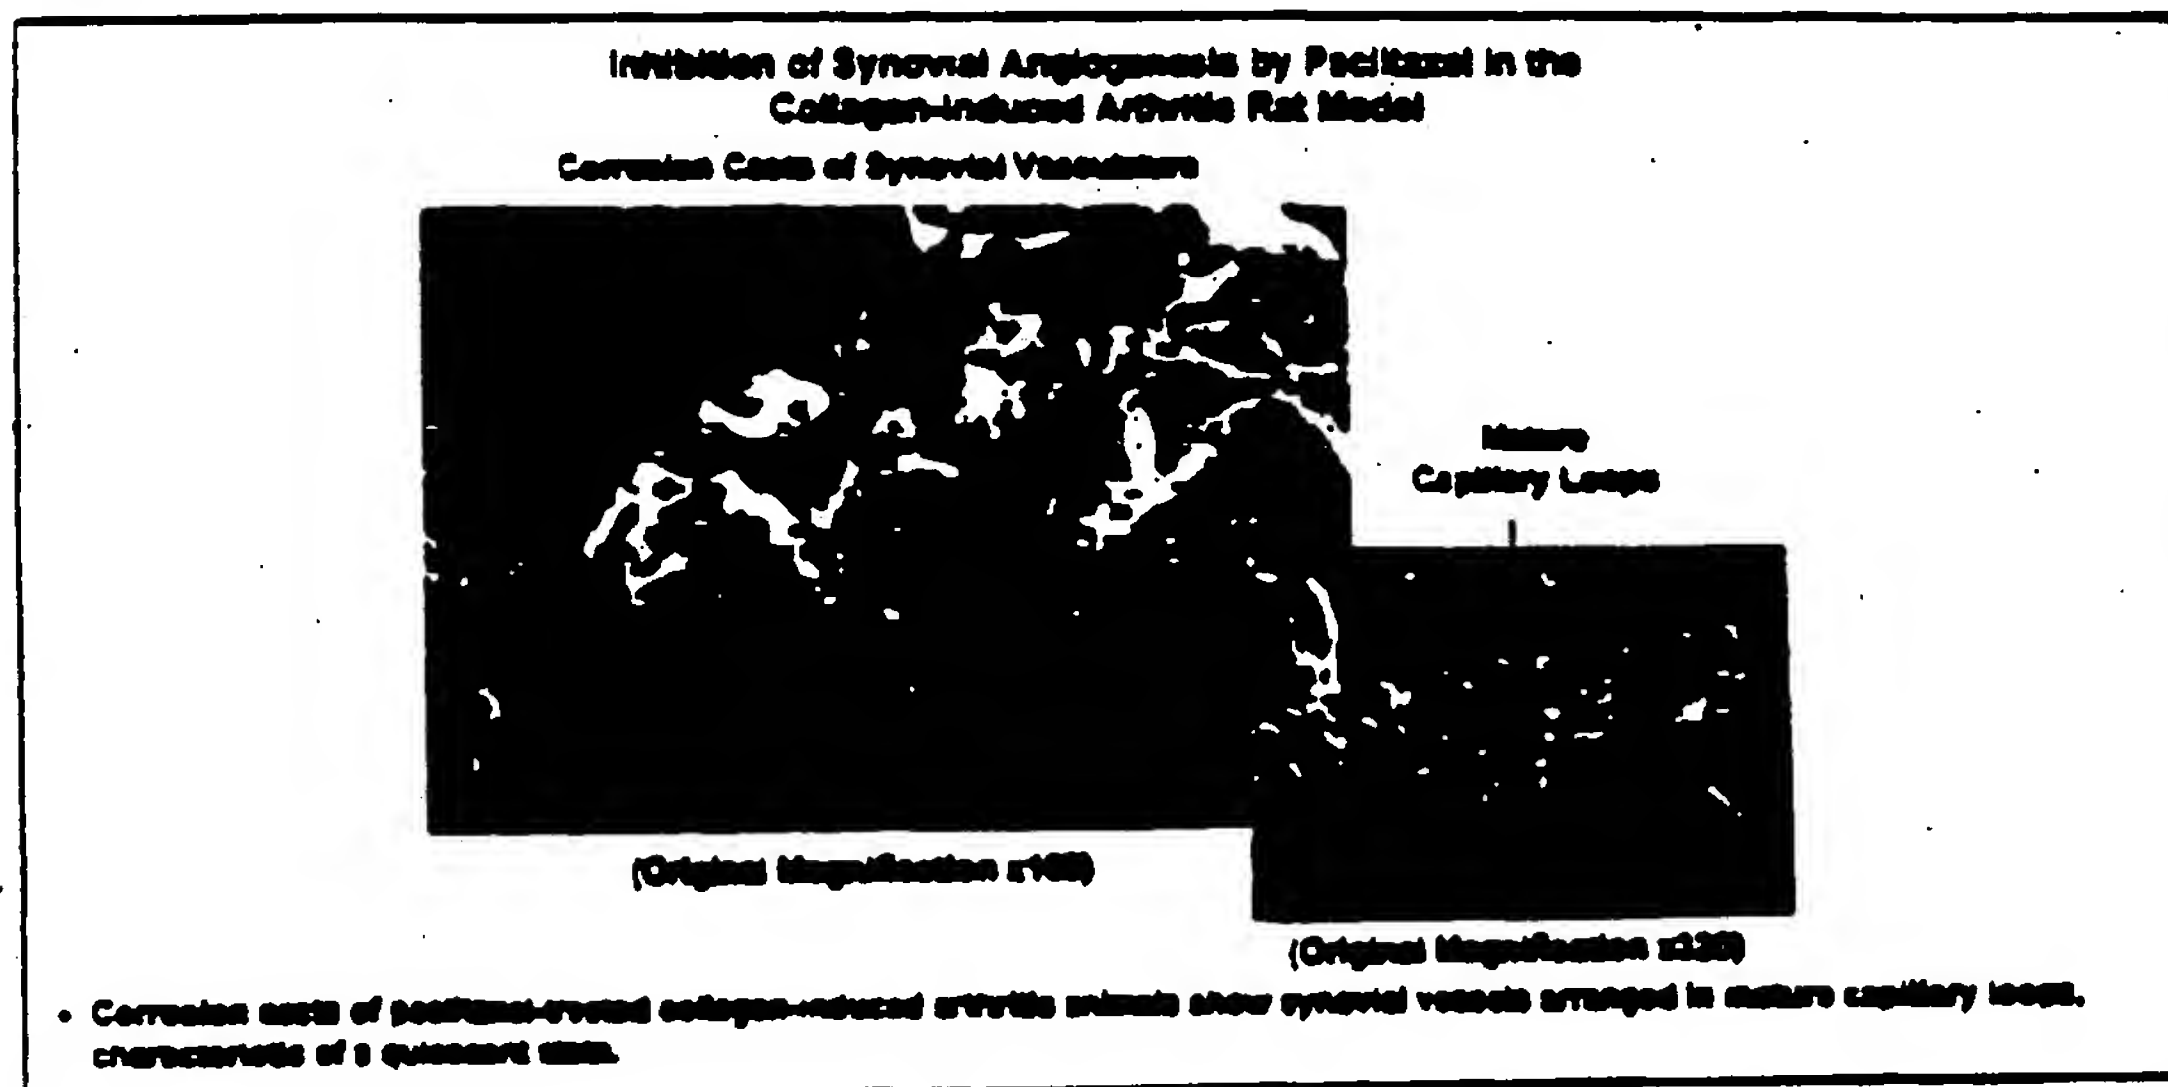 Inhibition of Synovial Angiogenesis by Paclitaxel in the
Collagen-Induced Arthritis Rat Model
Corrosion Casts of Synovial Vasculature
Mature
Capillary Loops
(Original Magnification
(Original Magnification
• Corrosion casts of paclitaxel-treated collagen-induced arthritis animals show synovial vessels arranged in mature capillary loops,
characteristic of a quiescent state.